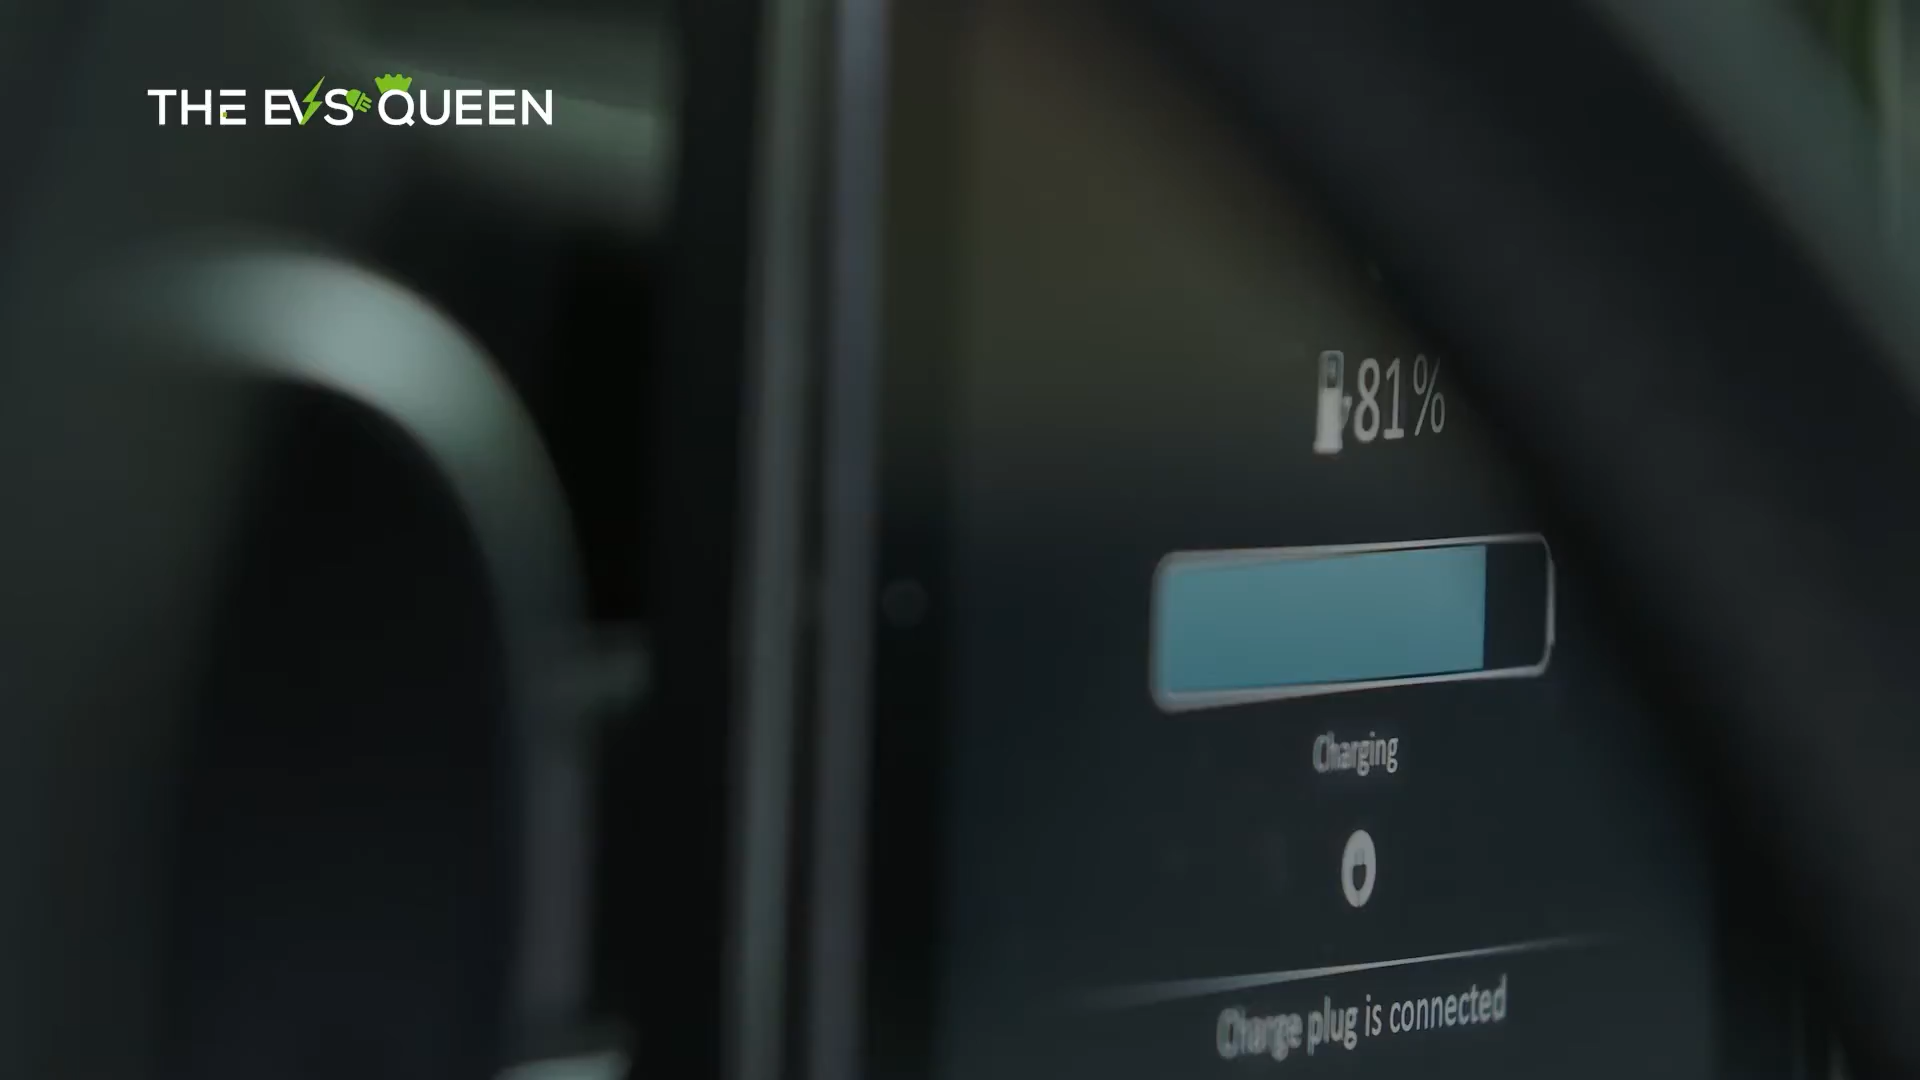 THE EVS QUEEN
81%
Charging
Charge plug is connected